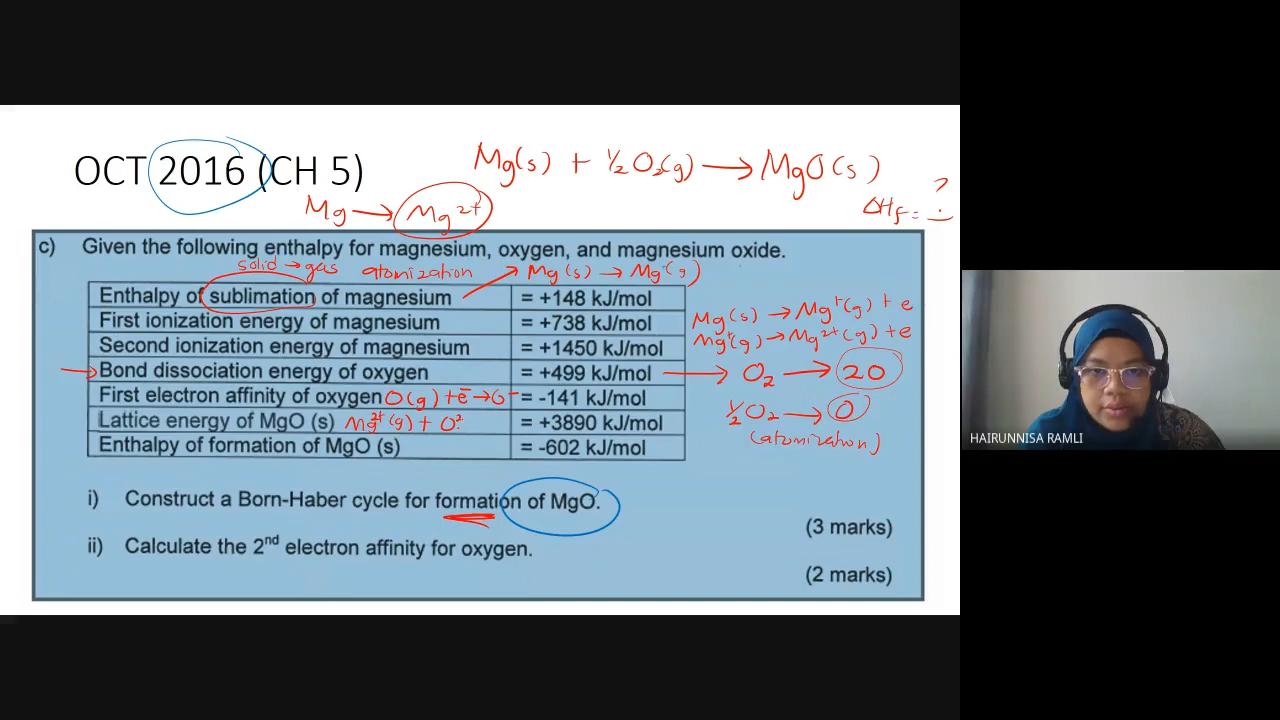 OCT 2016 (CH 5)
Mg(s) + ½O₂(g) → MgO(s)
ΔHf = ?
Mg → Mg²⁺
c) Given the following enthalpy for magnesium, oxygen, and magnesium oxide.
solid → gas atomization Mg(s) → Mg(g)
Enthalpy of sublimation of magnesium = +148 kJ/mol
First ionization energy of magnesium = +738 kJ/mol Mg(s) → Mg⁺(g) + e
Second ionization energy of magnesium = +1450 kJ/mol Mg⁺(g) → Mg²⁺(g) + e
Bond dissociation energy of oxygen = +499 kJ/mol → O₂ → 2O
First electron affinity of oxygen O(g) + e⁻ → O⁻ = -141 kJ/mol ½O₂ → O
Lattice energy of MgO (s) Mg²⁺(g) + O²⁻ = +3890 kJ/mol (atomization)
Enthalpy of formation of MgO (s) = -602 kJ/mol
i) Construct a Born-Haber cycle for formation of MgO.
(3 marks)
ii) Calculate the 2nd electron affinity for oxygen.
(2 marks)
HAIRUNNISA RAMLI